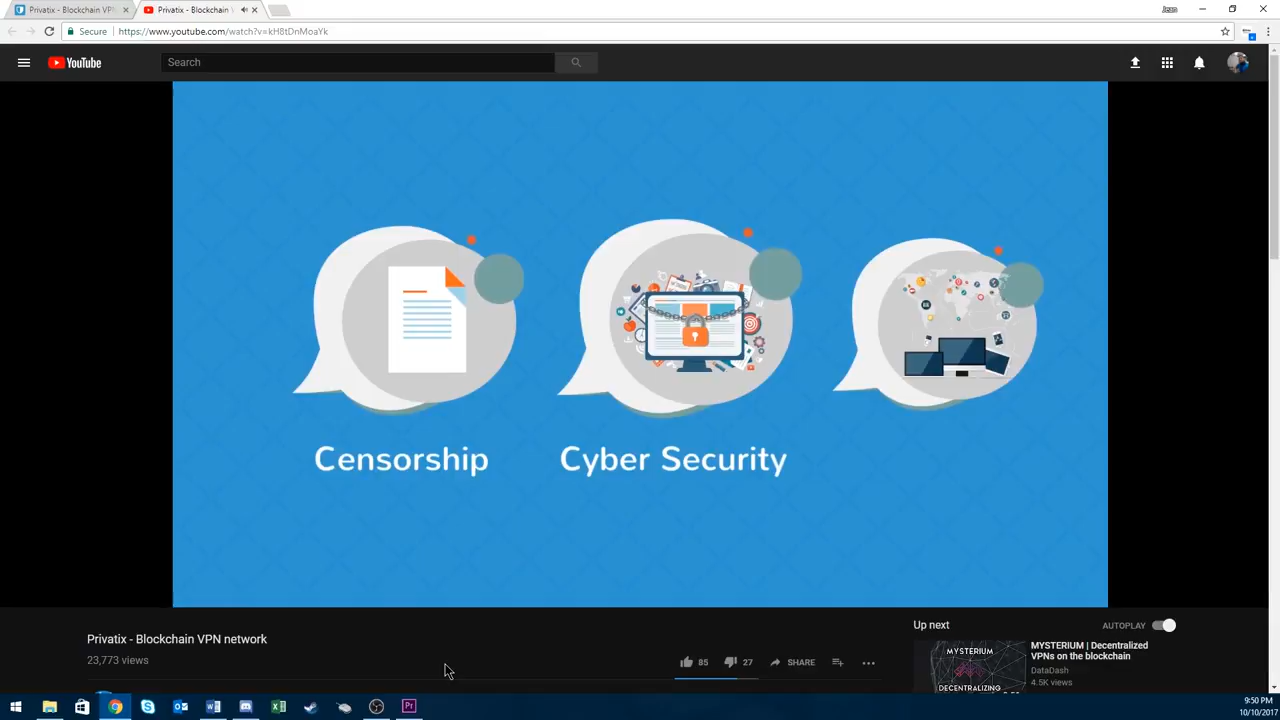 Privatix - Blockchain VPN
Privatix - Blockchain V
Secure
https://www.youtube.com/watch?v=kH8tDnMoaYk
YouTube
Search
Censorship
Cyber Security
Privatix - Blockchain VPN network
23,773 views
85
27
SHARE
Up next
AUTOPLAY
MYSTERIUM
DECENTRALIZING
MYSTERIUM | Decentralized
VPNs on the blockchain
DataDash
4.5K views
Pr
9:50 PM
10/10/2017